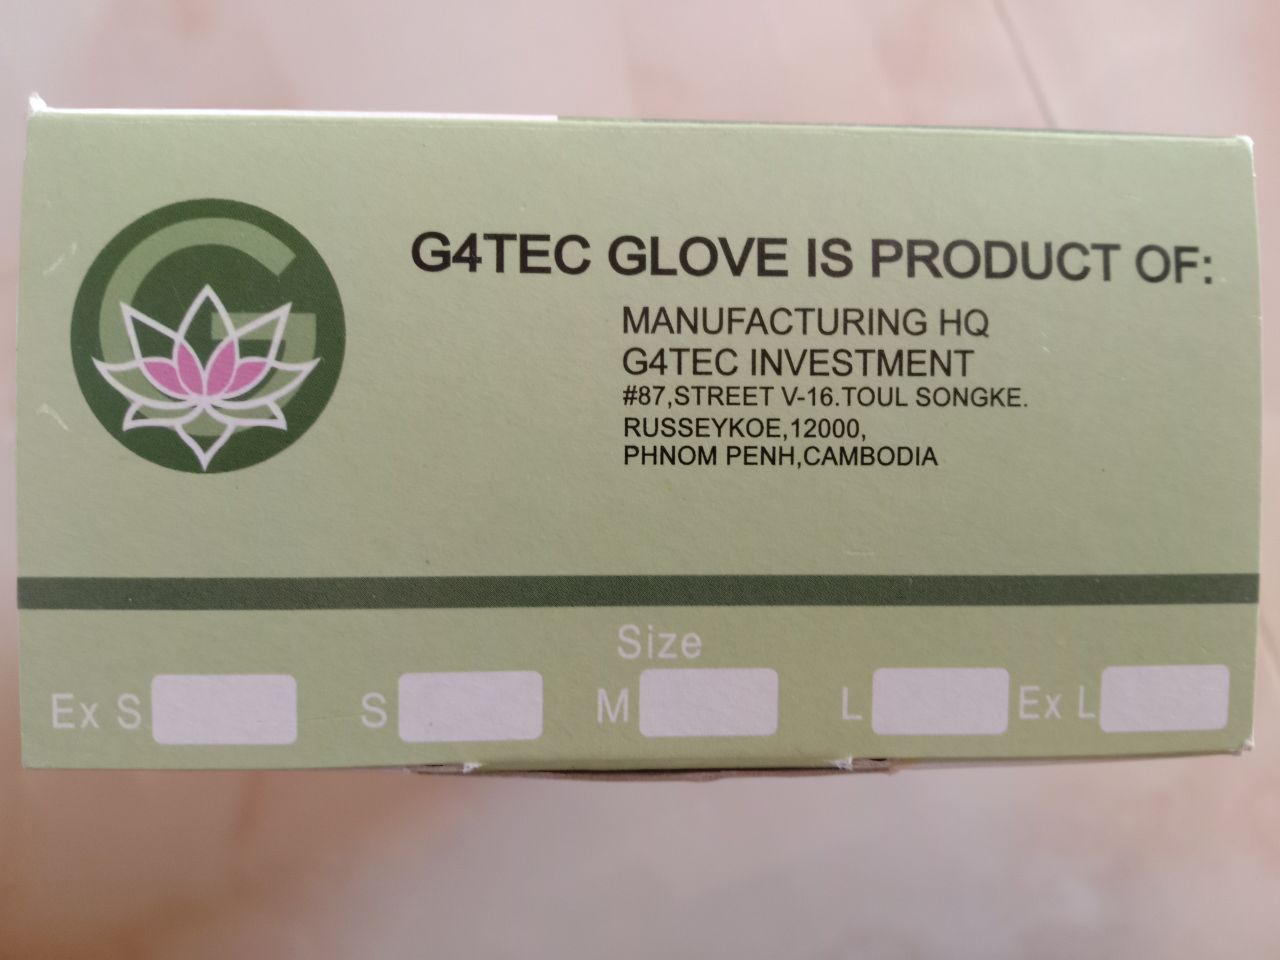 G4TEC GLOVE IS PRODUCT OF:
MANUFACTURING HQ
G4TEC INVESTMENT
#87,STREET V-16.TOUL SONGKE.
RUSSEYKOE,12000,
PHNOM PENH,CAMBODIA
Size
Ex S S M L Ex L